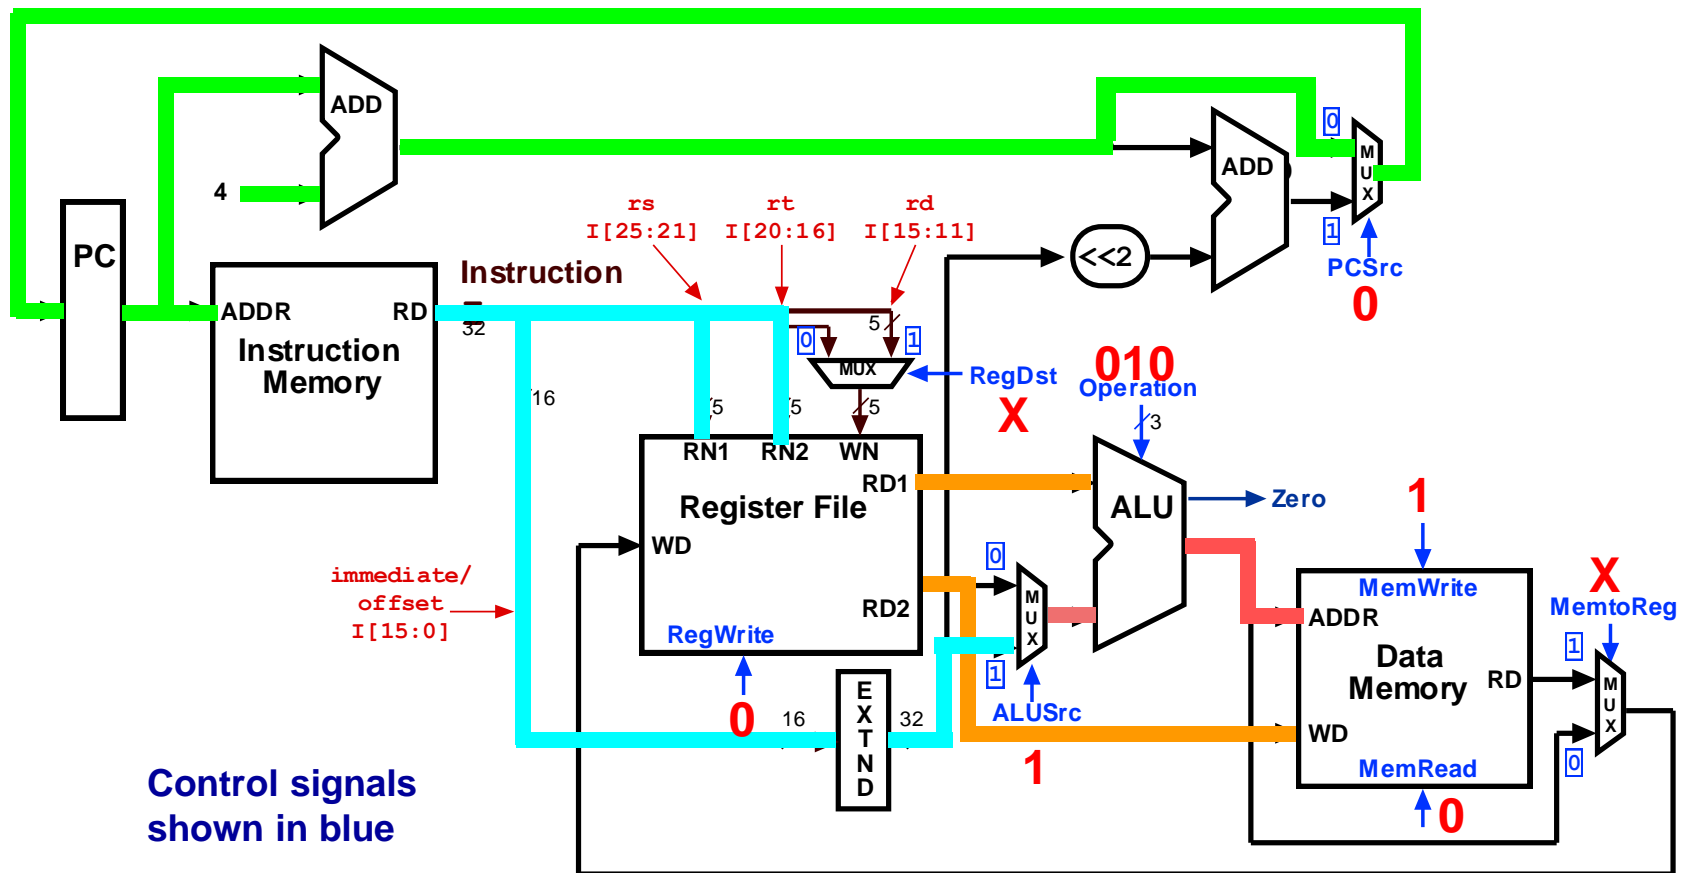 0
ADD
ADD
M
U
X
4
rs
rt
rd
I[25:21]
I[20:16]
I[15:11]
1
PC
Instruction
<<2
PCSrc
0
ADDR
RD
32
5
Instruction
Memory
0
1
MUX
RegDst
010
Operation
X
16
5
5
5
3
RN1
RN2
WN
RD1
Register File
ALU
Zero
1
WD
0
immediate/
offset
I[15:0]
M
U
X
MemWrite
X
MemtoReg
RD2
ADDR
RegWrite
1
Data
Memory
RD
1
M
U
X
0
E
X
T
N
D
16
32
ALUSrc
1
WD
0
MemRead
0
Control signals
shown in blue